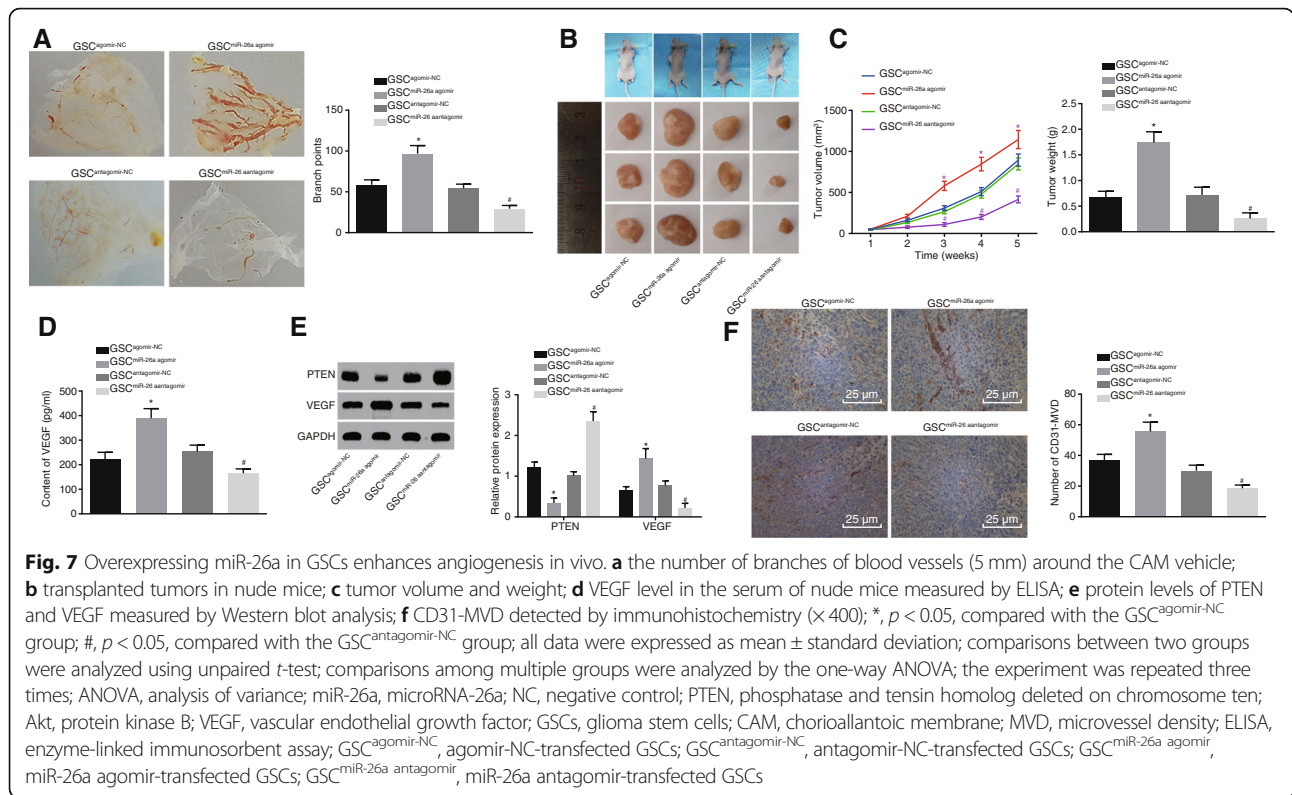 A
GSCagomir-NC
GSCmiR-26a agomir
GSCantagomir-NC
GSCmiR-26 aantagomir
GSCagomir-NC
GSCmiR-26a agomir
GSCantagomir-NC
GSCmiR-26 aantagomir
Branch points
150
100
50
0
*
#
B
3
2
1
10
9
8
GSCagomir-NC
GSCmiR-26a agomir
GSCantagomir-NC
GSCmiR-26 aantagomir
C
GSCagomir-NC
GSCmiR-26a agomir
GSCantagomir-NC
GSCmiR-26 aantagomir
Tumor volume (mm3)
1500
1000
500
0
* * *
# # #
1 2 3 4 5
Time (weeks)
Tumor weight (g)
2.5
2.0
1.5
1.0
0.5
0.0
*
#
D
GSCagomir-NC
GSCmiR-26a agomir
GSCantagomir-NC
GSCmiR-26 aantagomir
Content of VEGF (pg/ml)
500
400
300
200
100
0
*
#
E
PTEN
VEGF
GAPDH
GSCagomir-NC
GSCmiR-26a agomir
GSCantagomir-NC
GSCmiR-26 aantagomir
GSCagomir-NC
GSCmiR-26a agomir
GSCantagomir-NC
GSCmiR-26 aantagomir
Relative protein expression
3
2
1
0
* # * #
PTEN VEGF
F
GSCagomir-NC
GSCmiR-26a agomir
25 µm
25 µm
GSCantagomir-NC
GSCmiR-26 aantagomir
25 µm
25 µm
GSCagomir-NC
GSCmiR-26a agomir
GSCantagomir-NC
GSCmiR-26 aantagomir
Number of CD31-MVD
80
60
40
20
0
*
#
Fig. 7 Overexpressing miR-26a in GSCs enhances angiogenesis in vivo. a the number of branches of blood vessels (5 mm) around the CAM vehicle;
b transplanted tumors in nude mice; c tumor volume and weight; d VEGF level in the serum of nude mice measured by ELISA; e protein levels of PTEN
and VEGF measured by Western blot analysis; f CD31-MVD detected by immunohistochemistry (× 400); *, p < 0.05, compared with the GSCagomir-NC
group; #, p < 0.05, compared with the GSCantagomir-NC group; all data were expressed as mean ± standard deviation; comparisons between two groups
were analyzed using unpaired t-test; comparisons among multiple groups were analyzed by the one-way ANOVA; the experiment was repeated three
times; ANOVA, analysis of variance; miR-26a, microRNA-26a; NC, negative control; PTEN, phosphatase and tensin homolog deleted on chromosome ten;
Akt, protein kinase B; VEGF, vascular endothelial growth factor; GSCs, glioma stem cells; CAM, chorioallantoic membrane; MVD, microvessel density; ELISA,
enzyme-linked immunosorbent assay; GSCagomir-NC, agomir-NC-transfected GSCs; GSCantagomir-NC, antagomir-NC-transfected GSCs; GSCmiR-26a agomir,
miR-26a agomir-transfected GSCs; GSCmiR-26a antagomir, miR-26a antagomir-transfected GSCs